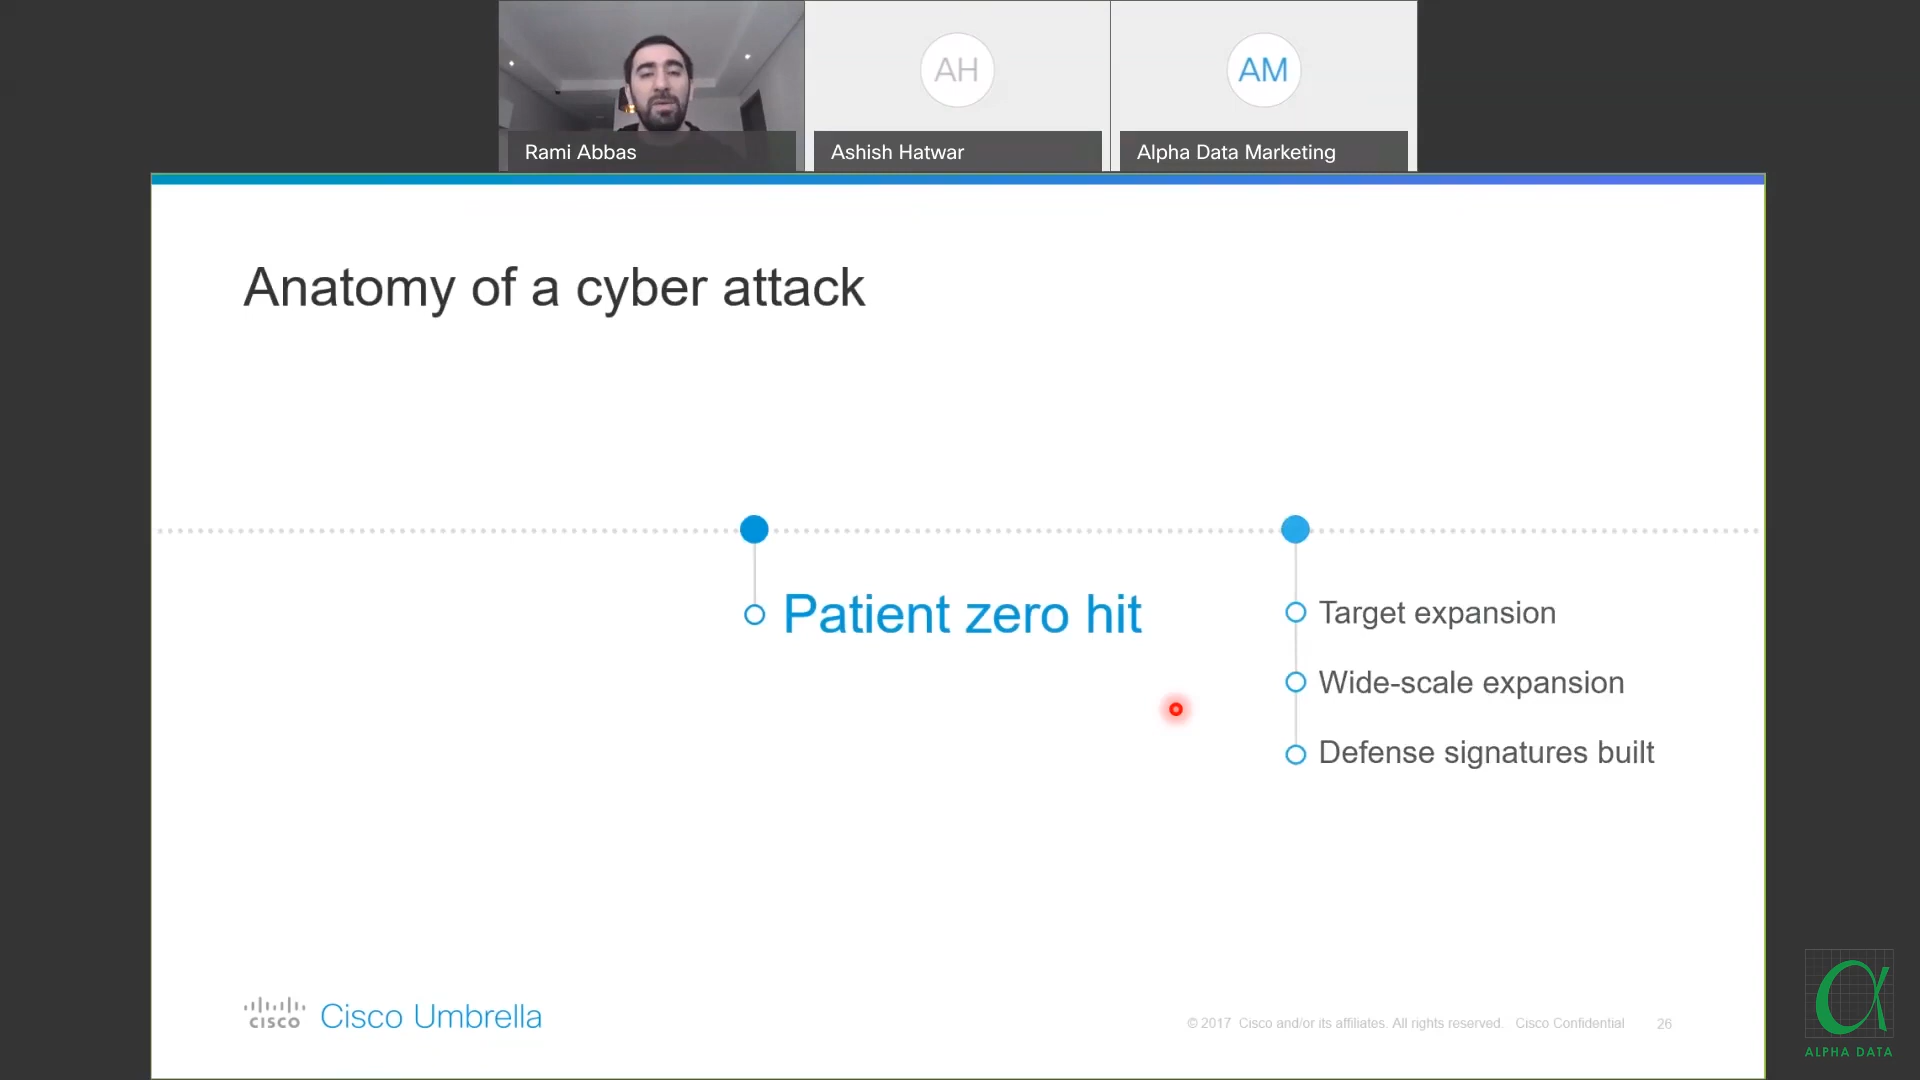 AH
AM
Rami Abbas
Ashish Hatwar
Alpha Data Marketing
Anatomy of a cyber attack
Patient zero hit
Target expansion
Wide-scale expansion
Defense signatures built
CISCO
Cisco Umbrella
© 2017 Cisco and/or its affiliates. All rights reserved. Cisco Confidential
26
ALPHA DATA